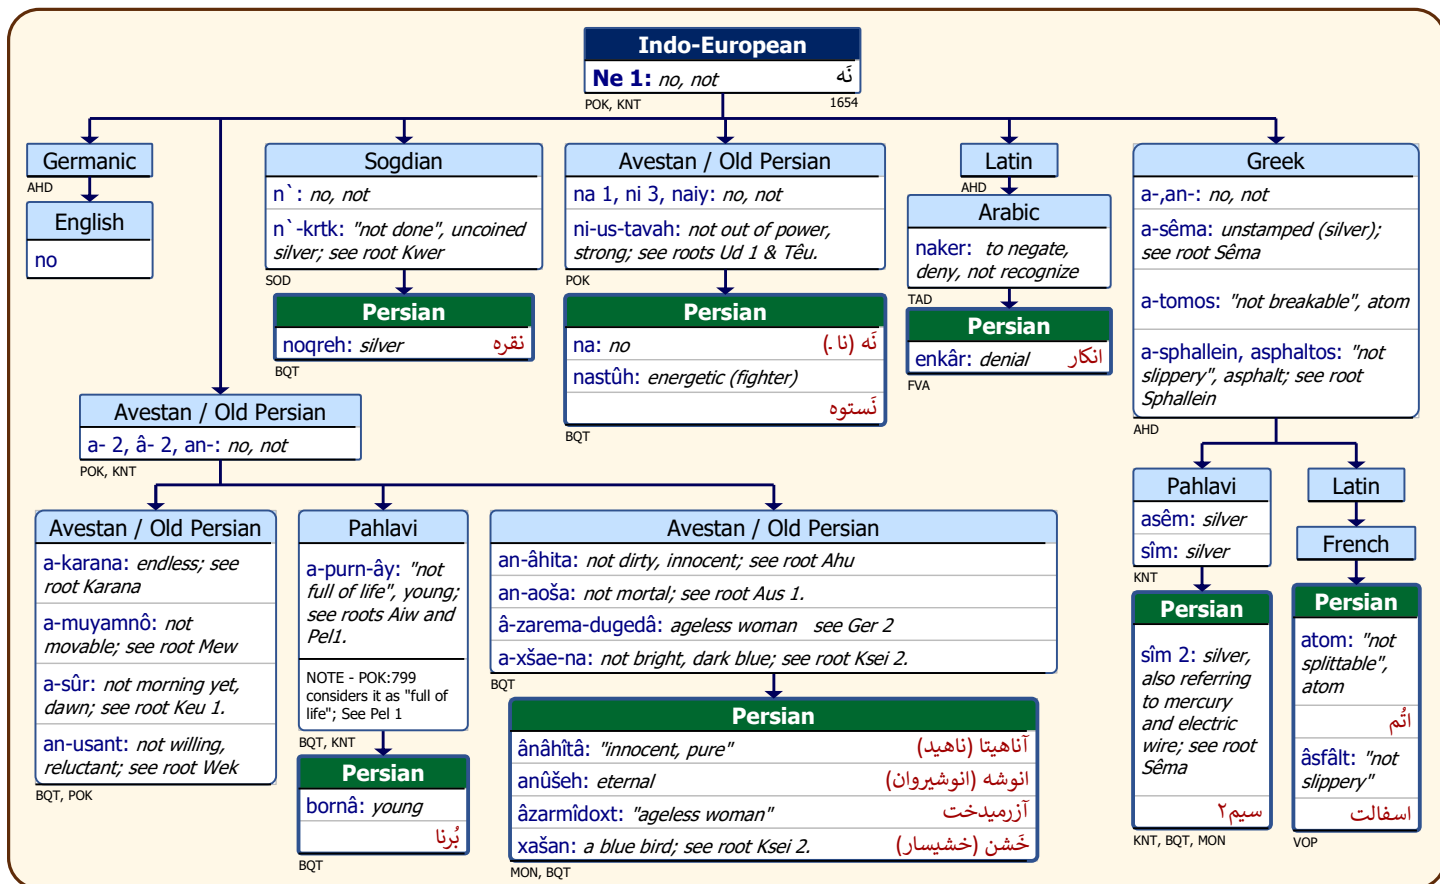 Indo-European
Ne 1: no, not نَه
POK, KNT 1654
Germanic
AHD
English
no
Sogdian
n`: no, not
n`-krtk: "not done", uncoined
silver; see root Kwer
SOD
Persian
noqreh: silver نقره
BQT
Avestan / Old Persian
na 1, ni 3, naiy: no, not
ni-us-tavah: not out of power,
strong; see roots Ud 1 & Têu.
POK
Persian
na: no نَه (نا ـ)
nastûh: energetic (fighter)
نَستوه
BQT
Latin
AHD
Arabic
naker: to negate,
deny, not recognize
TAD
Persian
enkâr: denial انکار
FVA
Greek
a-,an-: no, not
a-sêma: unstamped (silver);
see root Sêma
a-tomos: "not breakable", atom
a-sphallein, asphaltos: "not
slippery", asphalt; see root
Sphallein
AHD
Avestan / Old Persian
a- 2, â- 2, an-: no, not
POK, KNT
Avestan / Old Persian
a-karana: endless; see
root Karana
a-muyamnô: not
movable; see root Mew
a-sûr: not morning yet,
dawn; see root Keu 1.
an-usant: not willing,
reluctant; see root Wek
BQT, POK
Pahlavi
a-purn-ây: "not
full of life", young;
see roots Aiw and
Pel1.
NOTE - POK:799
considers it as "full of
life"; See Pel 1
BQT, KNT
Persian
bornâ: young
بُرنا
BQT
Avestan / Old Persian
an-âhita: not dirty, innocent; see root Ahu
an-aoša: not mortal; see root Aus 1.
â-zarema-dugedâ: ageless woman see Ger 2
a-xšae-na: not bright, dark blue; see root Ksei 2.
BQT
Persian
ânâhîtâ: "innocent, pure" آناهیتا (ناهید)
anûšeh: eternal انوشه (انوشیروان)
âzarmîdoxt: "ageless woman" آزرمیدخت
xašan: a blue bird; see root Ksei 2. خَشن (خشیسار)
MON, BQT
Pahlavi
asêm: silver
sîm: silver
KNT
Persian
sîm 2: silver,
also referring
to mercury
and electric
wire; see root
Sêma
سیم۲
KNT, BQT, MON
Latin
French
Persian
atom: "not
splittable",
atom
اتُم
âsfâlt: "not
slippery"
اسفالت
VOP